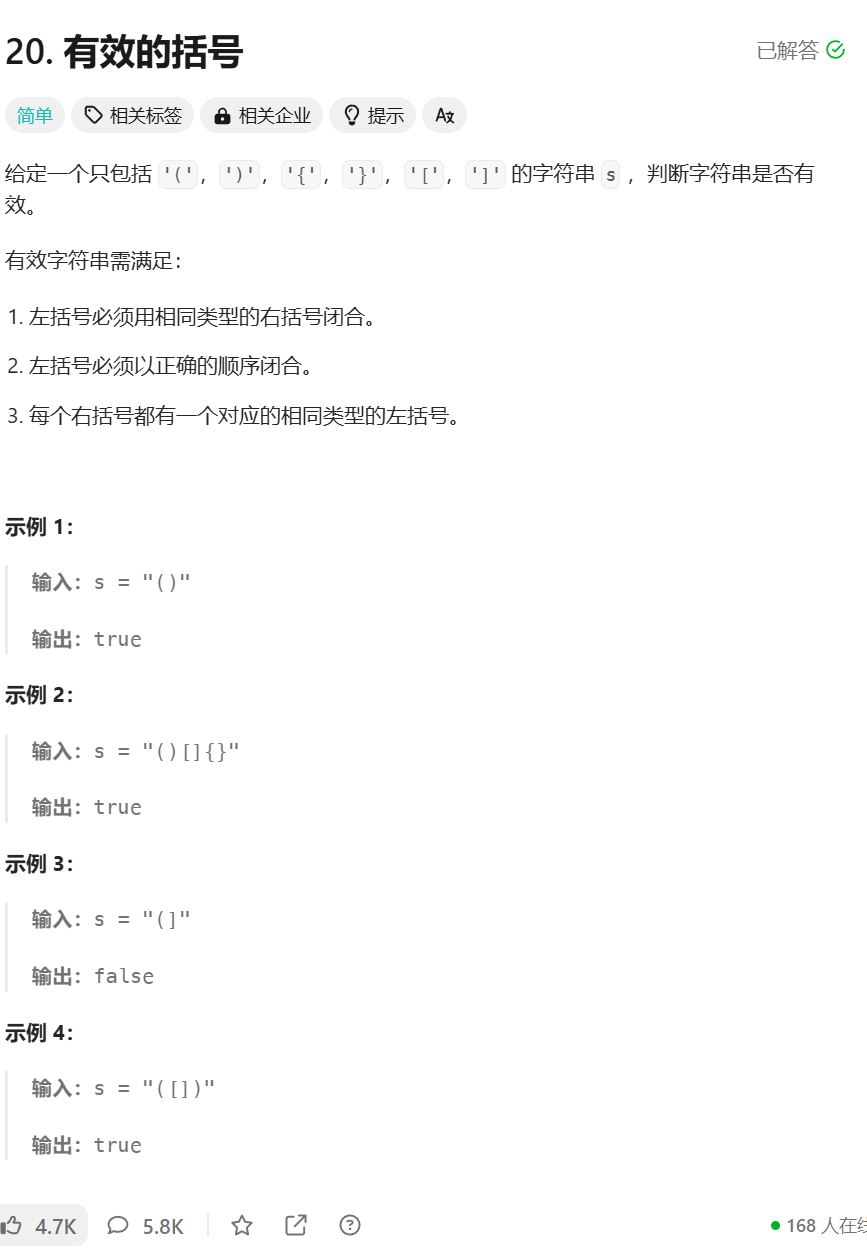 20. 有效的括号
已解答
简单
相关标签
相关企业
提示
给定一个只包括 '('，')'，'{'，'}'，'['，']' 的字符串 s ，判断字符串是否有
效。
有效字符串需满足：
1. 左括号必须用相同类型的右括号闭合。
2. 左括号必须以正确的顺序闭合。
3. 每个右括号都有一个对应的相同类型的左括号。
示例 1：
输入：s = "()"
输出：true
示例 2：
输入：s = "()[]{}"
输出：true
示例 3：
输入：s = "(]"
输出：false
示例 4：
输入：s = "([])"
输出：true
4.7K
5.8K
168 人在线